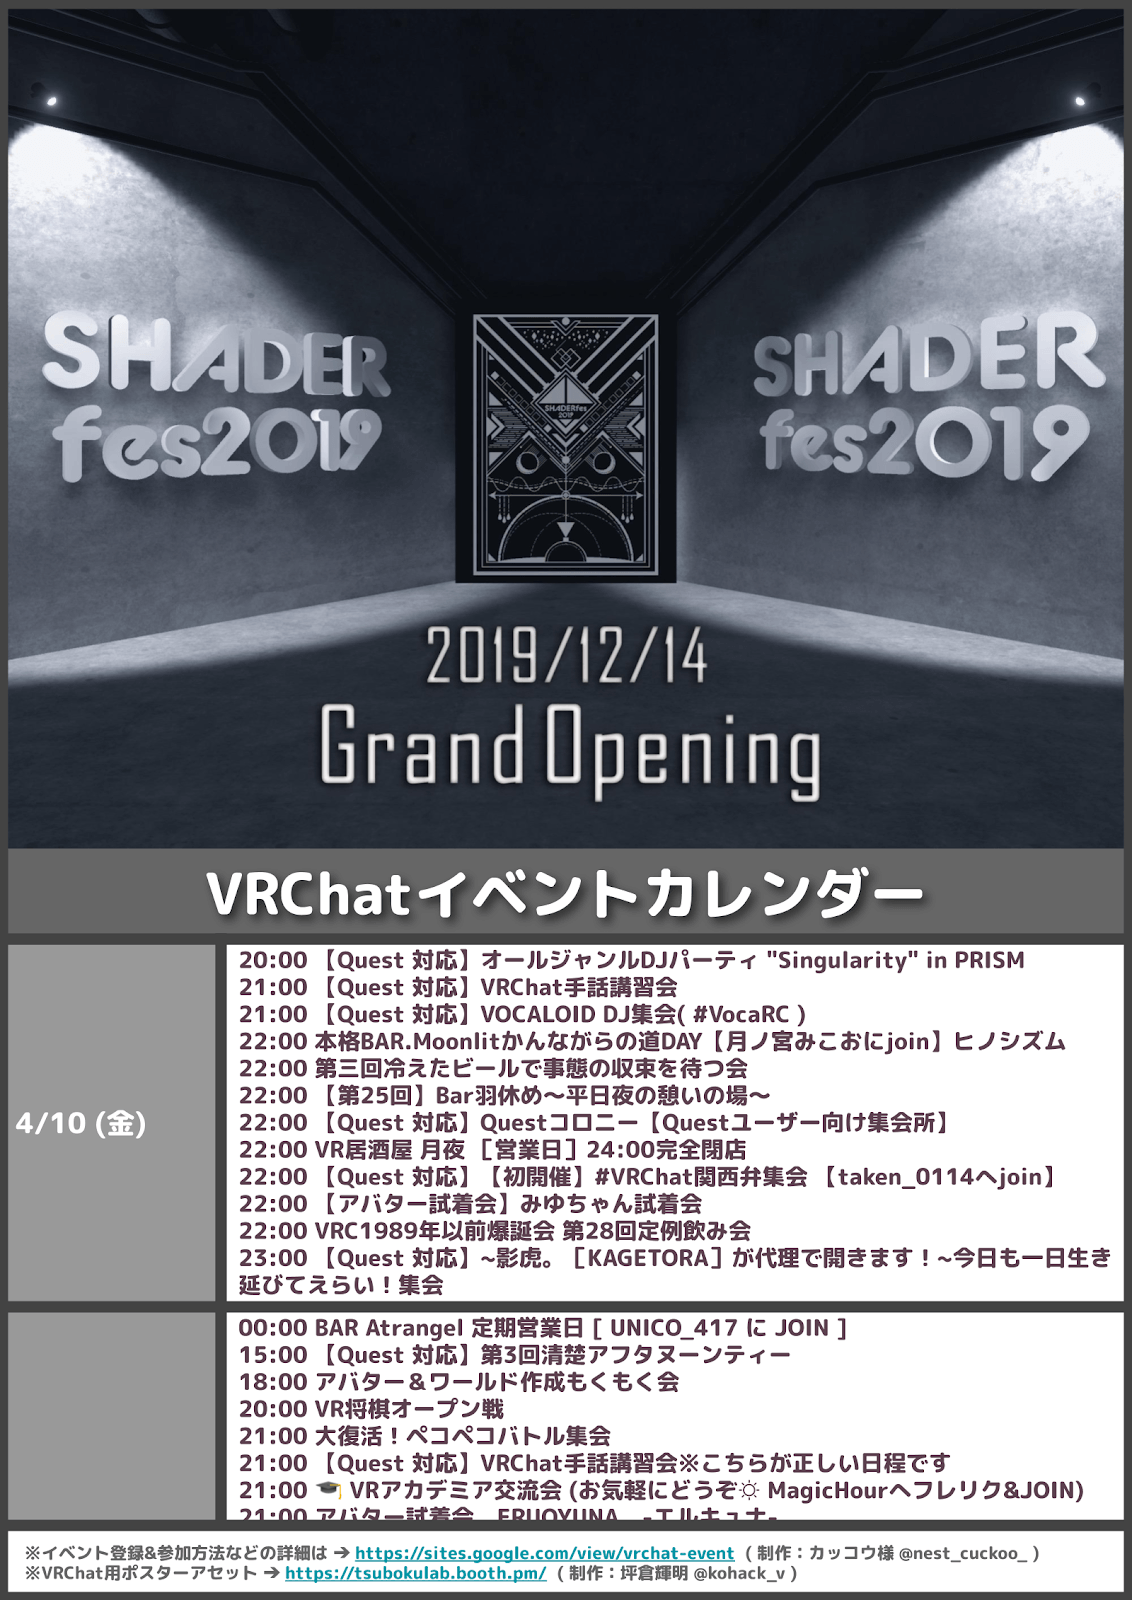 SHADER
fes2019
SHADER
fes2019
SHADERfes
2019
2019/12/14
Grand Opening
VRChatイベントカレンダー
4/10 (金)
20:00 【Quest 対応】オールジャンルDJパーティ "Singularity" in PRISM
21:00 【Quest 対応】VRChat手話講習会
21:00 【Quest 対応】VOCALOID DJ集会( #VocaRC )
22:00 本格BAR.Moonlitかんながらの道DAY【月ノ宮みこおにjoin】ヒノシズム
22:00 第三回冷えたビールで事態の収束を待つ会
22:00 【第25回】Bar羽休め～平日夜の憩いの場～
22:00 【Quest 対応】Questコロニー【Questユーザー向け集会所】
22:00 VR居酒屋 月夜 ［営業日］24:00完全閉店
22:00 【Quest 対応】【初開催】#VRChat関西弁集会 【taken_0114へjoin】
22:00 【アバター試着会】みゆちゃん試着会
22:00 VRC1989年以前爆誕会 第28回定例飲み会
23:00 【Quest 対応】~影虎。［KAGETORA］が代理で開きます！~今日も一日生き
延びてえらい！集会
00:00 BAR Atrangel 定期営業日 [ UNICO_417 に JOIN ]
15:00 【Quest 対応】第3回清楚アフタヌーンティー
18:00 アバター＆ワールド作成もくもく会
20:00 VR将棋オープン戦
21:00 大復活！ペコペコバトル集会
21:00 【Quest 対応】VRChat手話講習会※こちらが正しい日程です
21:00 🎓 VRアカデミア交流会 (お気軽にどうぞ☼ MagicHourへフレリク&JOIN)
21:00 アバター試着会 ERUOYUNA -エルキュナ-
※イベント登録&参加方法などの詳細は ➔ https://sites.google.com/view/vrchat-event ( 制作：カッコウ様 @nest_cuckoo_ )
※VRChat用ポスターアセット ➔ https://tsubokulab.booth.pm/ ( 制作：坪倉輝明 @kohack_v )